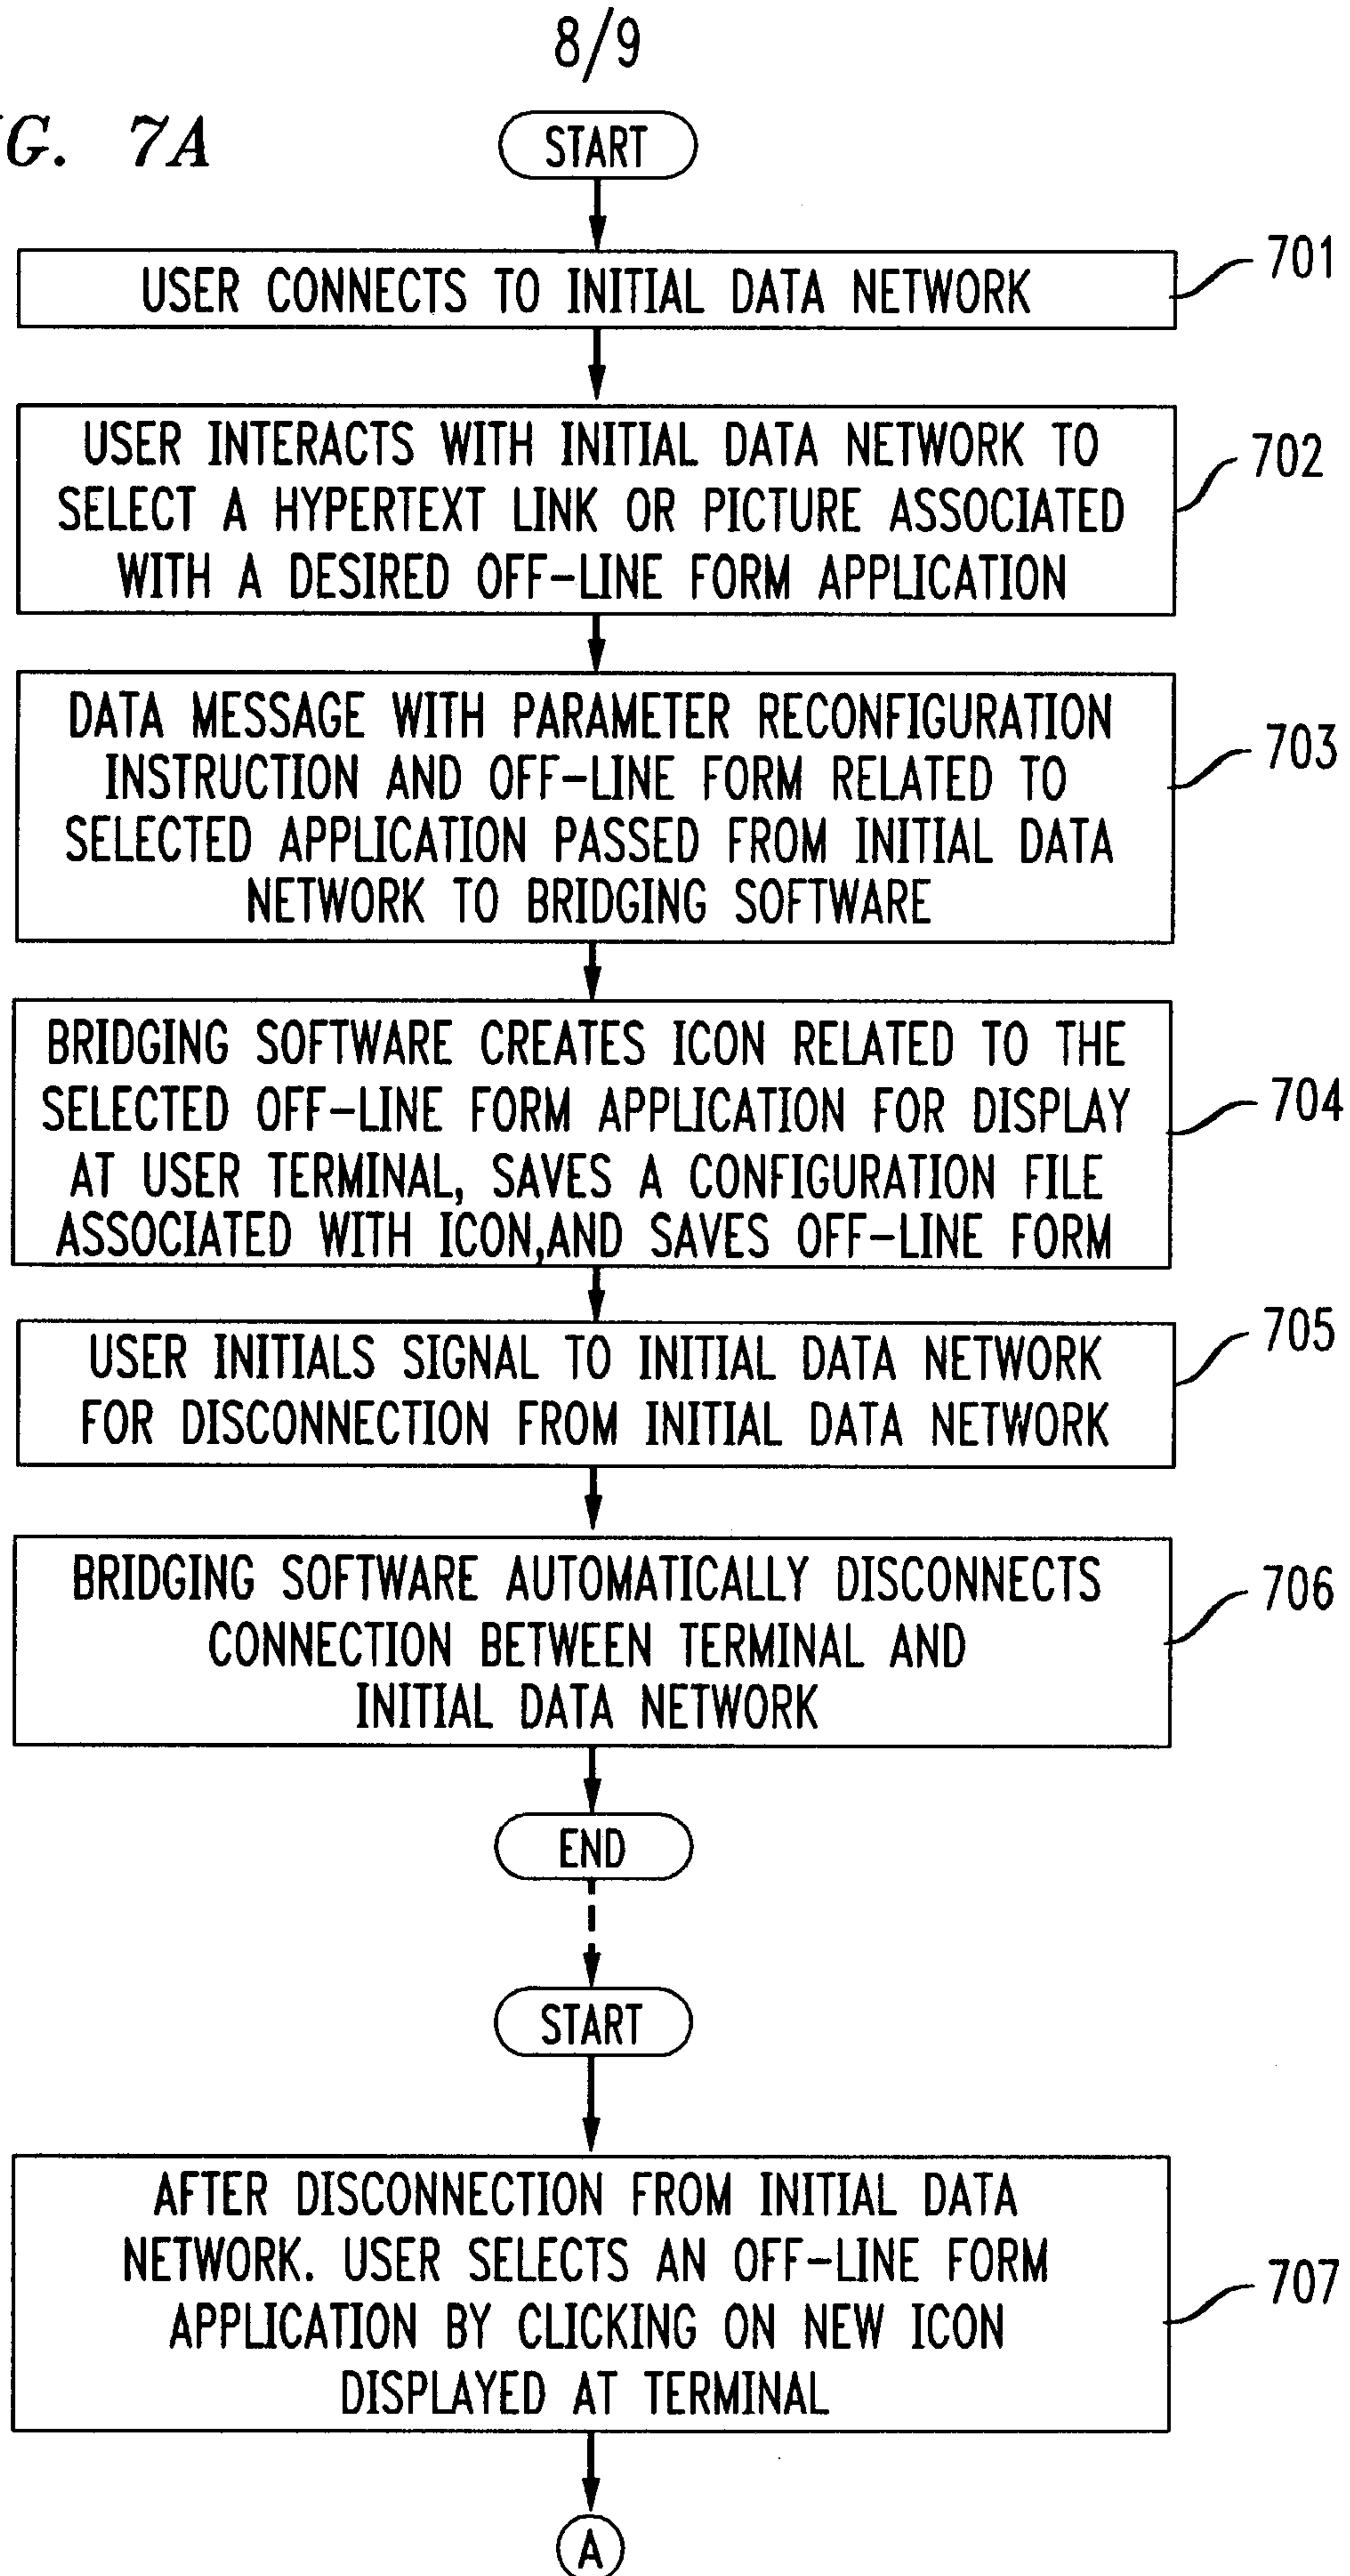 8/9
G. 7A
START
USER CONNECTS TO INITIAL DATA NETWORK
701
USER INTERACTS WITH INITIAL DATA NETWORK TO
SELECT A HYPERTEXT LINK OR PICTURE ASSOCIATED
WITH A DESIRED OFF-LINE FORM APPLICATION
702
DATA MESSAGE WITH PARAMETER RECONFIGURATION
INSTRUCTION AND OFF-LINE FORM RELATED TO
SELECTED APPLICATION PASSED FROM INITIAL DATA
NETWORK TO BRIDGING SOFTWARE
703
BRIDGING SOFTWARE CREATES ICON RELATED TO THE
SELECTED OFF-LINE FORM APPLICATION FOR DISPLAY
AT USER TERMINAL, SAVES A CONFIGURATION FILE
ASSOCIATED WITH ICON,AND SAVES OFF-LINE FORM
704
USER INITIALS SIGNAL TO INITIAL DATA NETWORK
FOR DISCONNECTION FROM INITIAL DATA NETWORK
705
BRIDGING SOFTWARE AUTOMATICALLY DISCONNECTS
CONNECTION BETWEEN TERMINAL AND
INITIAL DATA NETWORK
706
END
START
AFTER DISCONNECTION FROM INITIAL DATA
NETWORK. USER SELECTS AN OFF-LINE FORM
APPLICATION BY CLICKING ON NEW ICON
DISPLAYED AT TERMINAL
707
A